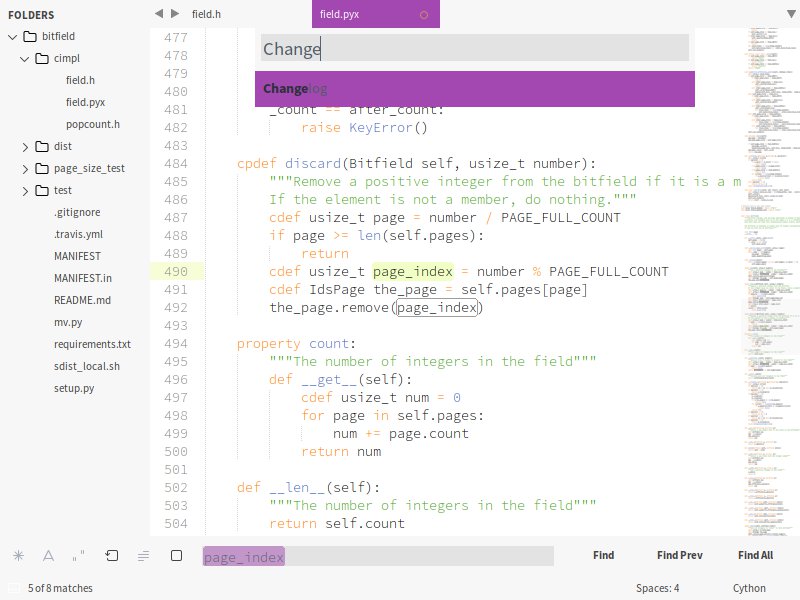 FOLDERS
bitfield
cimpl
field.h
field.pyx
popcount.h
dist
page_size_test
test
.gitignore
.travis.yml
MANIFEST
MANIFEST.in
README.md
mv.py
requirements.txt
sdist_local.sh
setup.py
field.h
field.pyx
Change
Changelog
477
478
479
480
481 _count == after_count:
482 raise KeyError()
483
484 cpdef discard(Bitfield self, usize_t number):
485 """Remove a positive integer from the bitfield if it is a m
486 If the element is not a member, do nothing."""
487 cdef usize_t page = number / PAGE_FULL_COUNT
488 if page >= len(self.pages):
489 return
490 cdef usize_t page_index = number % PAGE_FULL_COUNT
491 cdef IdsPage the_page = self.pages[page]
492 the_page.remove(page_index)
493
494 property count:
495 """The number of integers in the field"""
496 def __get__(self):
497 cdef usize_t num = 0
498 for page in self.pages:
499 num += page.count
500 return num
501
502 def __len__(self):
503 """The number of integers in the field"""
504 return self.count
page_index
Find
Find Prev
Find All
5 of 8 matches
Spaces: 4
Cython